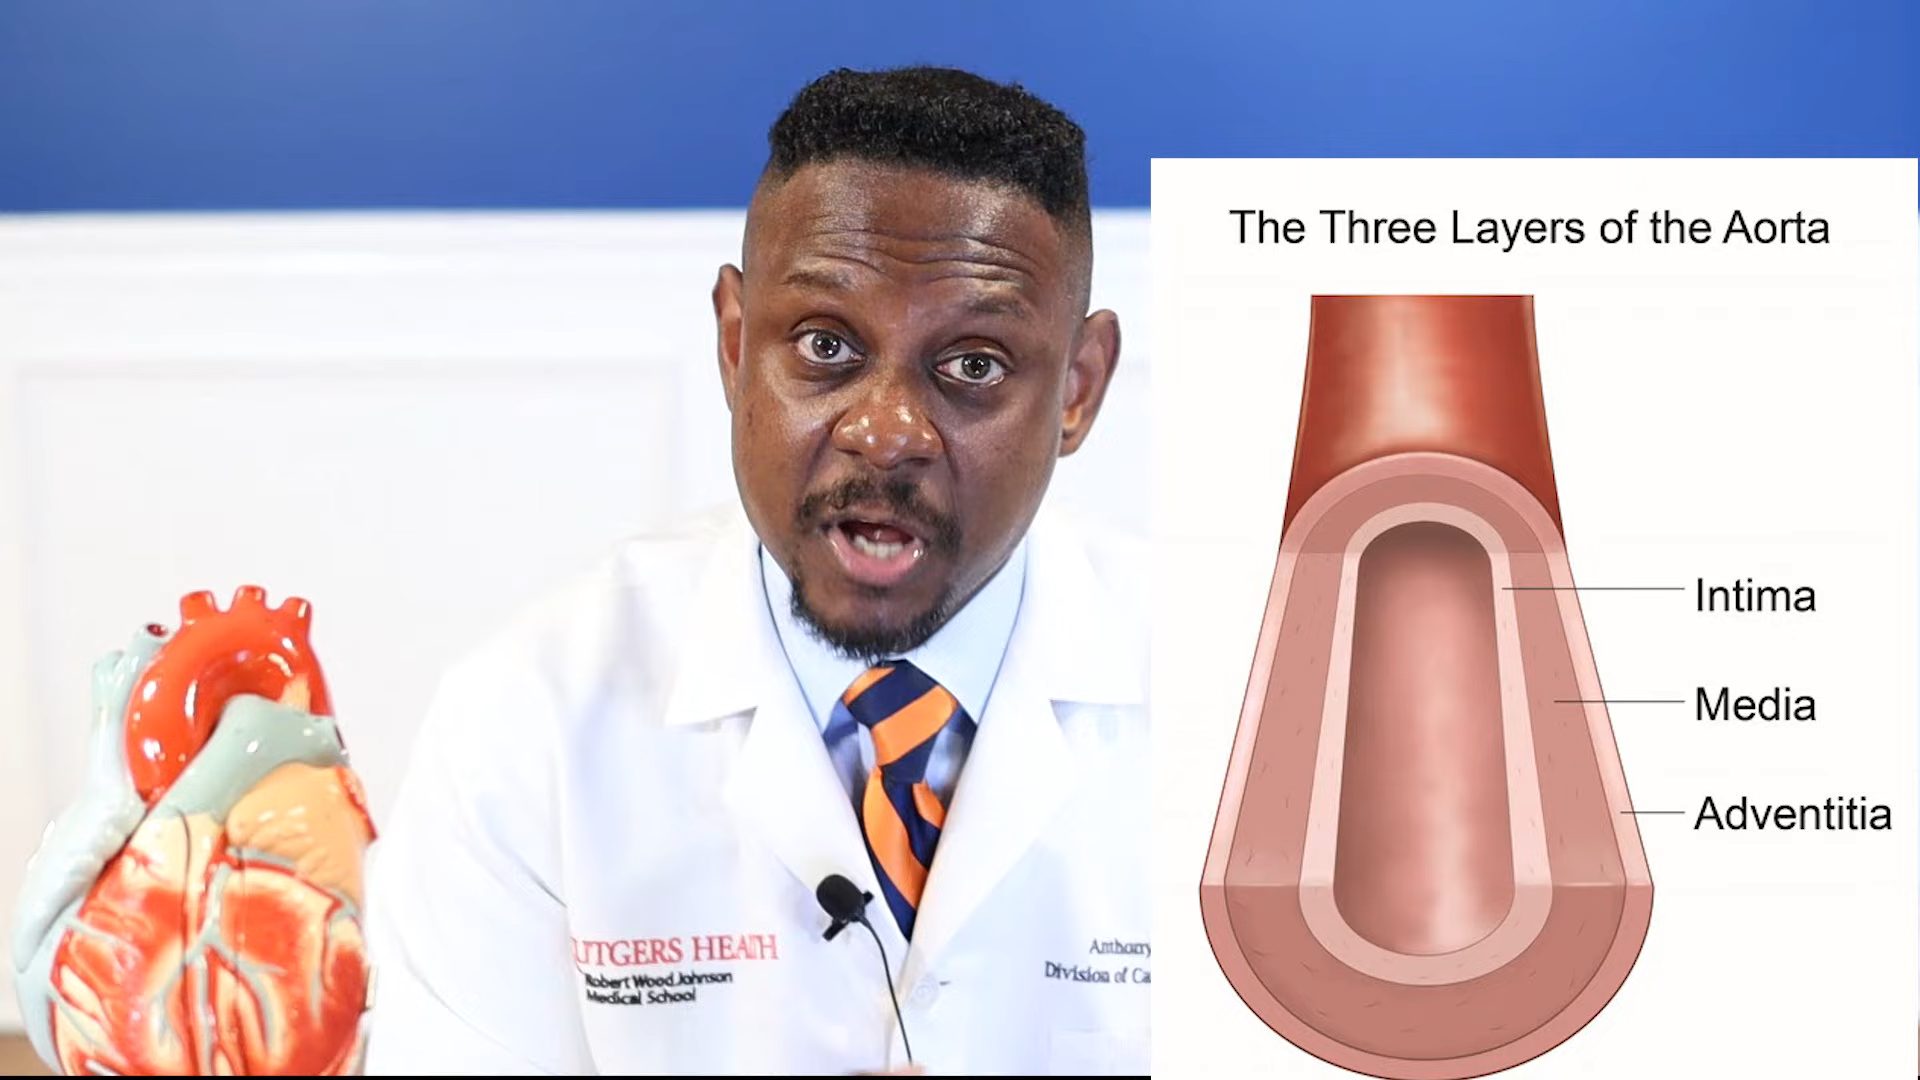 The Three Layers of the Aorta
Intima
Media
Adventitia
UTGERS HEATH
Robert Wood Johnson
Medical School
Anthony
Division of Ca